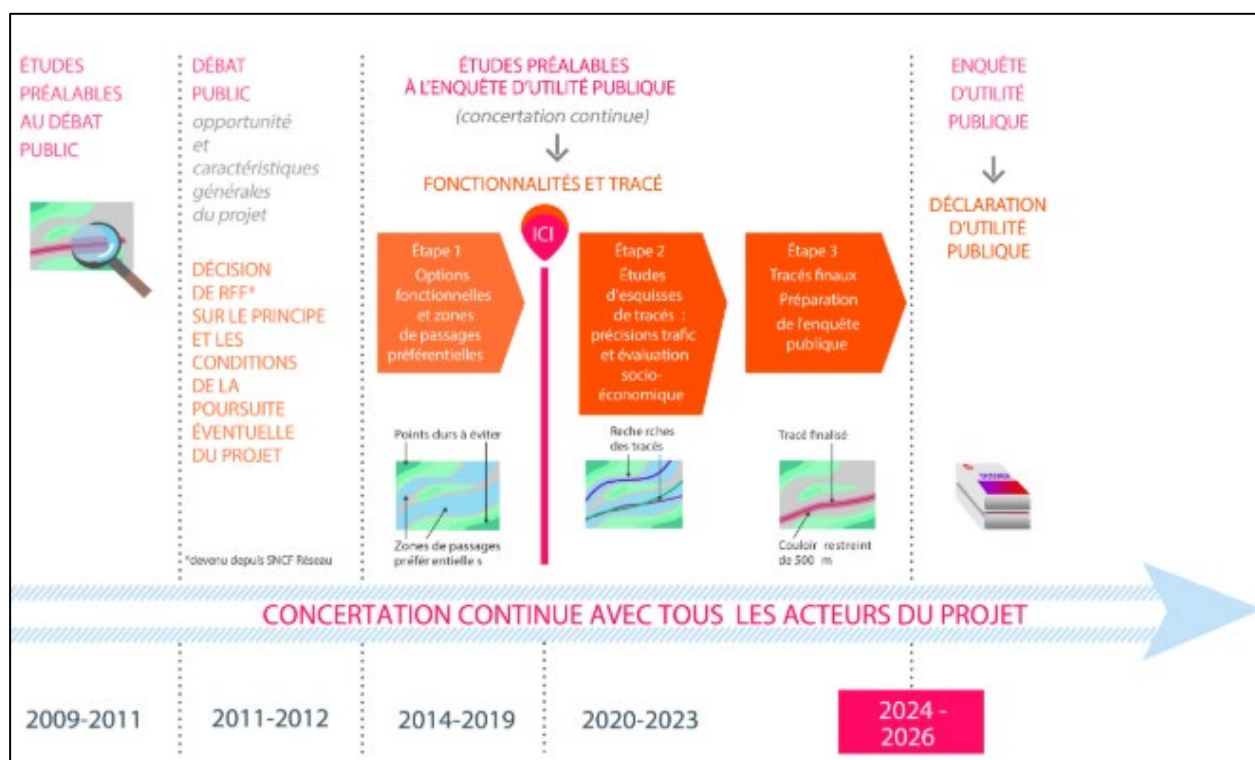 ÉTUDES
PRÉALABLES
AU DÉBAT
PUBLIC
DÉBAT
PUBLIC
opportunité
et
caractéristiques
générales
du projet
DÉCISION
DE RFF*
SUR LE PRINCIPE
ET LES
CONDITIONS
DE LA
POURSUITE
ÉVENTUELLE
DU PROJET
*devenu depuis SNCF Réseau
ÉTUDES PRÉALABLES
À L'ENQUÊTE D'UTILITÉ PUBLIQUE
(concertation continue)
FONCTIONNALITÉS ET TRACÉ
ICI
Étape 1
Options
fonctionnelles
et zones
de passages
préférentielles
Étape 2
Études
d'esquisses
de tracés :
précisions trafic
et évaluation
socio-
économique
Étape 3
Tracés finaux
Préparation
de l'enquête
publique
Points durs à éviter
Zones de passages
préférentielle s
Reche rches
des tracés
Tracé finalisé
Couloir restreint
de 500 m
ENQUÊTE
D'UTILITÉ
PUBLIQUE
DÉCLARATION
D'UTILITÉ
PUBLIQUE
CONCERTATION CONTINUE AVEC TOUS LES ACTEURS DU PROJET
2009-2011
2011-2012
2014-2019
2020-2023
2024 -
2026